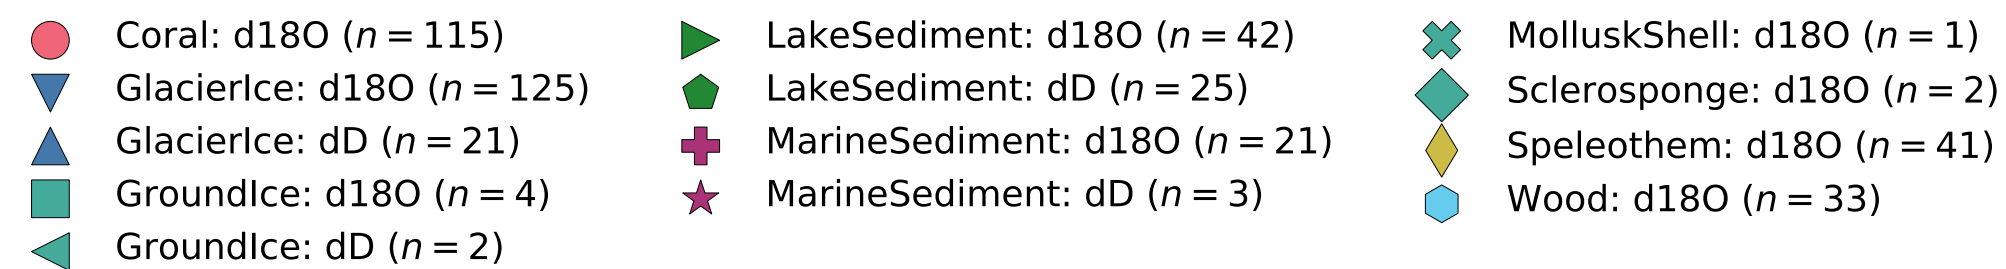 Coral: d18O (n = 115)
GlacierIce: d18O (n = 125)
GlacierIce: dD (n = 21)
GroundIce: d18O (n = 4)
GroundIce: dD (n = 2)
LakeSediment: d18O (n = 42)
LakeSediment: dD (n = 25)
MarineSediment: d18O (n = 21)
MarineSediment: dD (n = 3)
MolluskShell: d18O (n = 1)
Sclerosponge: d18O (n = 2)
Speleothem: d18O (n = 41)
Wood: d18O (n = 33)